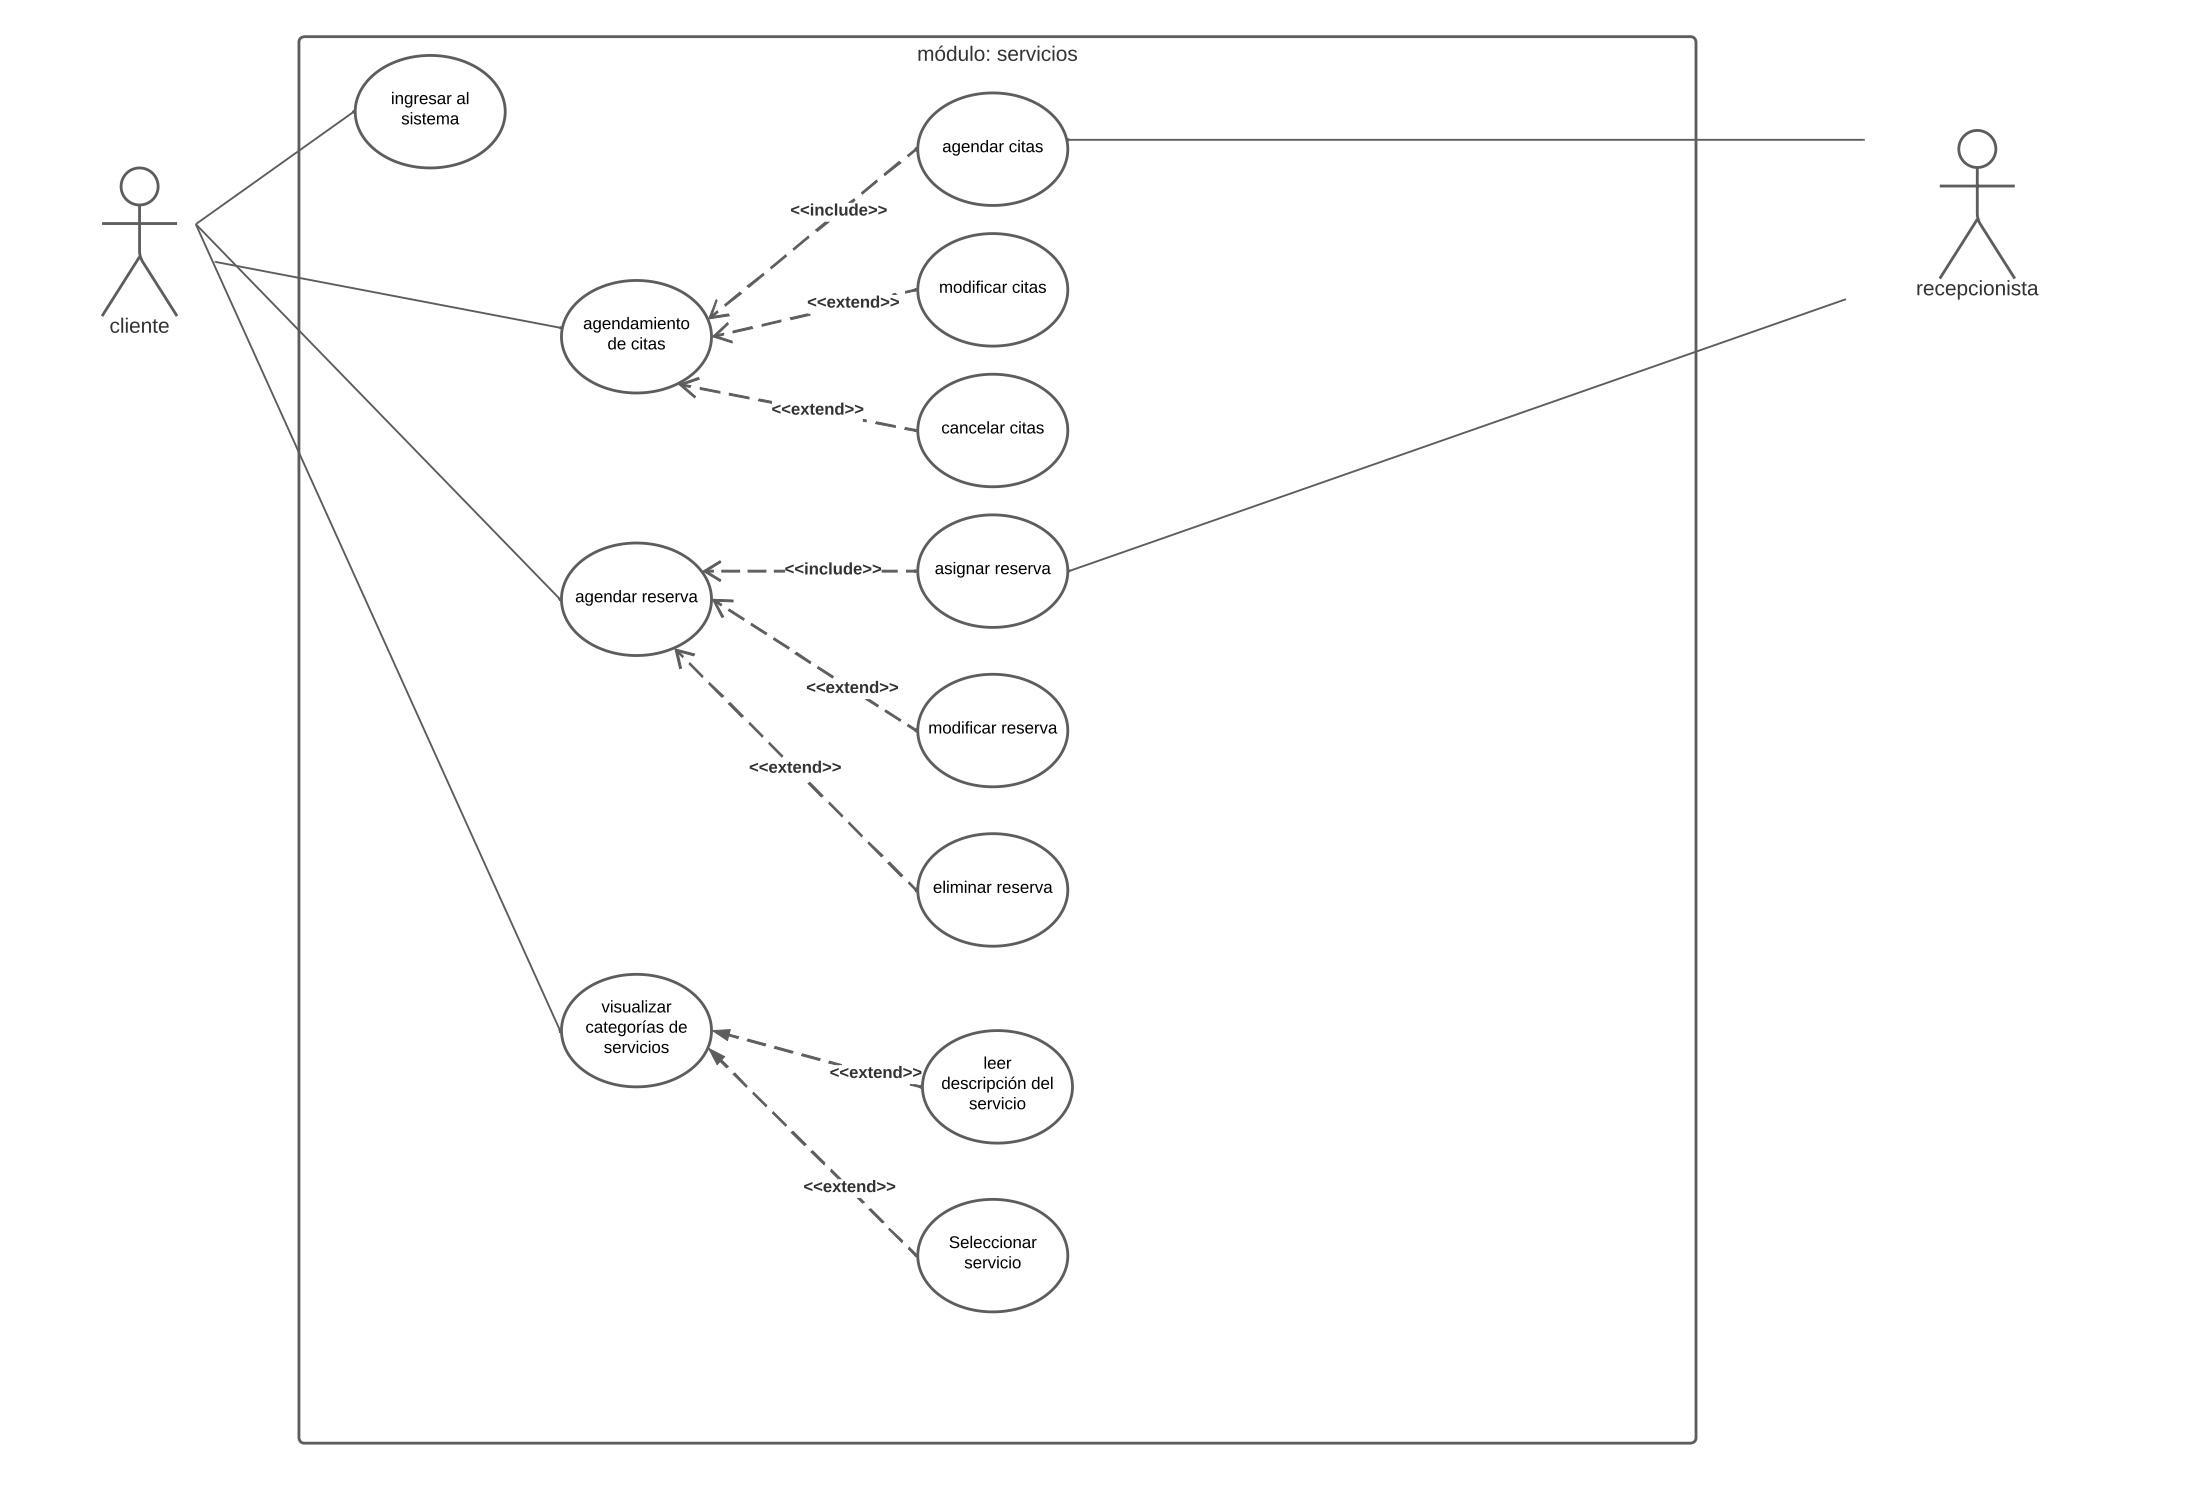 módulo: servicios
ingresar al
sistema
agendar citas
<<include>>
modificar citas
<<extend>>
recepcionista
cliente
agendamiento
de citas
<<extend>>
cancelar citas
<<include>>
asignar reserva
agendar reserva
<<extend>>
modificar reserva
<<extend>>
eliminar reserva
visualizar
categorías de
servicios
<<extend>>
leer
descripción del
servicio
<<extend>>
Seleccionar
servicio